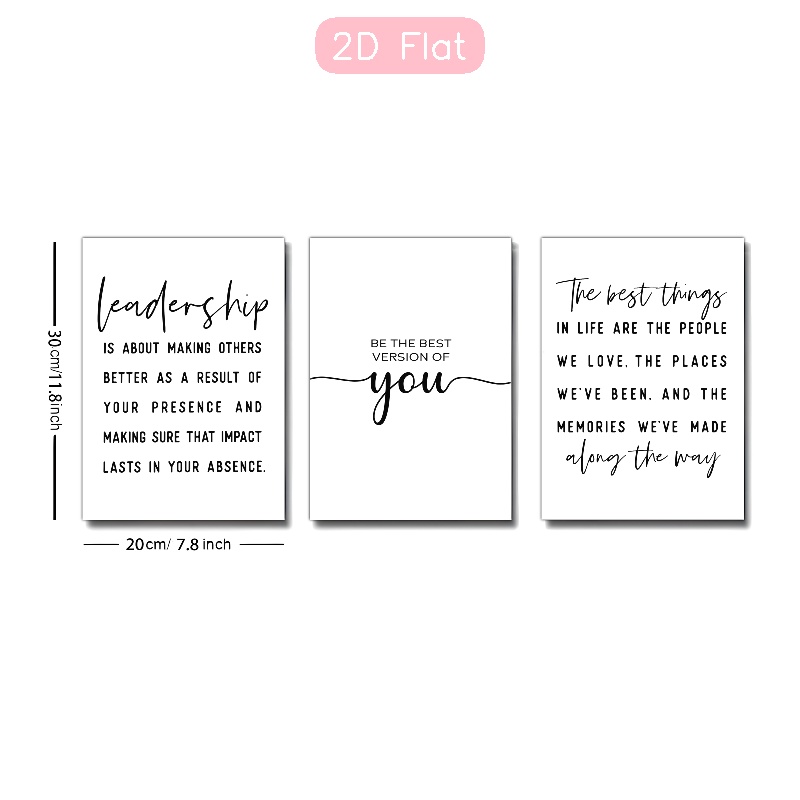 2D Flat
leadership
IS ABOUT MAKING OTHERS
BETTER AS A RESULT OF
YOUR PRESENCE AND
MAKING SURE THAT IMPACT
LASTS IN YOUR ABSENCE.
BE THE BEST
VERSION OF
you
The best things
IN LIFE ARE THE PEOPLE
WE LOVE, THE PLACES
WE'VE BEEN, AND THE
MEMORIES WE'VE MADE
along the way
30cm/11.8inch
20cm/ 7.8 inch